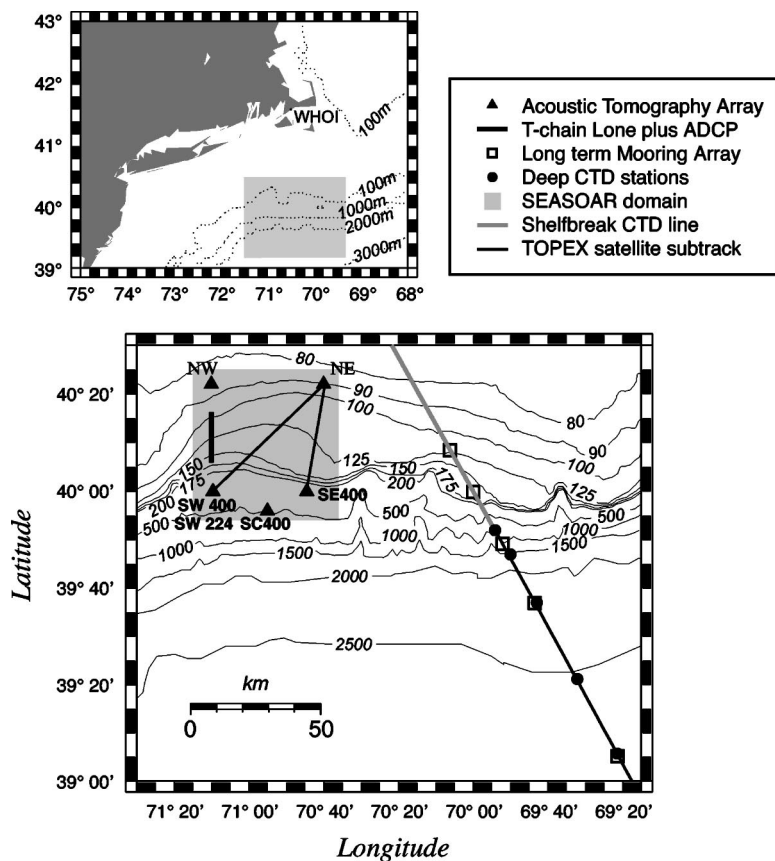 43°
42°
41°
40°
39°
75° 74° 73° 72° 71° 70° 69° 68°
WHOI
100m
100m
1000m
2000m
3000m
Acoustic Tomography Array
T-chain Lone plus ADCP
Long term Mooring Array
Deep CTD stations
SEASOAR domain
Shelfbreak CTD line
TOPEX satellite subtrack
Latitude
40° 20'
40° 00'
39° 40'
39° 20'
39° 00'
NW NE
80
90
100
80
90
100
125
150
125
150
175
200
200
175
125
SW 400 SE400
SW 224 SC400
500
500
500
1000
1000
1000
1500
1500
2000
2500
km
0 50
71° 20' 71° 00' 70° 40' 70° 20' 70° 00' 69° 40' 69° 20'
Longitude